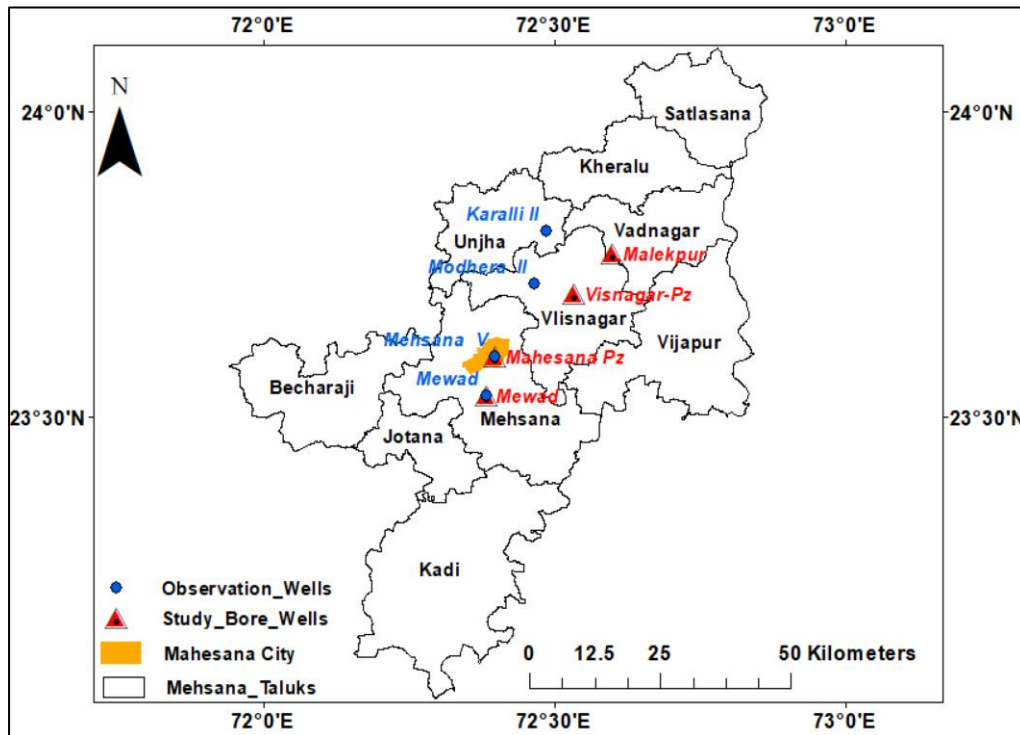 72°0'E 72°30'E 73°0'E
N
24°0'N
24°0'N
Satlasana
Kheralu
Karalli II
Vadnagar
Unjha
Malekpur
Modhera II
Visnagar-Pz
Vlisnagar
Mehsana V
Vijapur
Mahesana Pz
Becharaji
Mewad
Mewad
23°30'N
23°30'N
Mehsana
Jotana
Kadi
Observation_Wells
Study_Bore_Wells
Mahesana City
Mehsana_Taluks
0 12.5 25 50 Kilometers
72°0'E 72°30'E 73°0'E